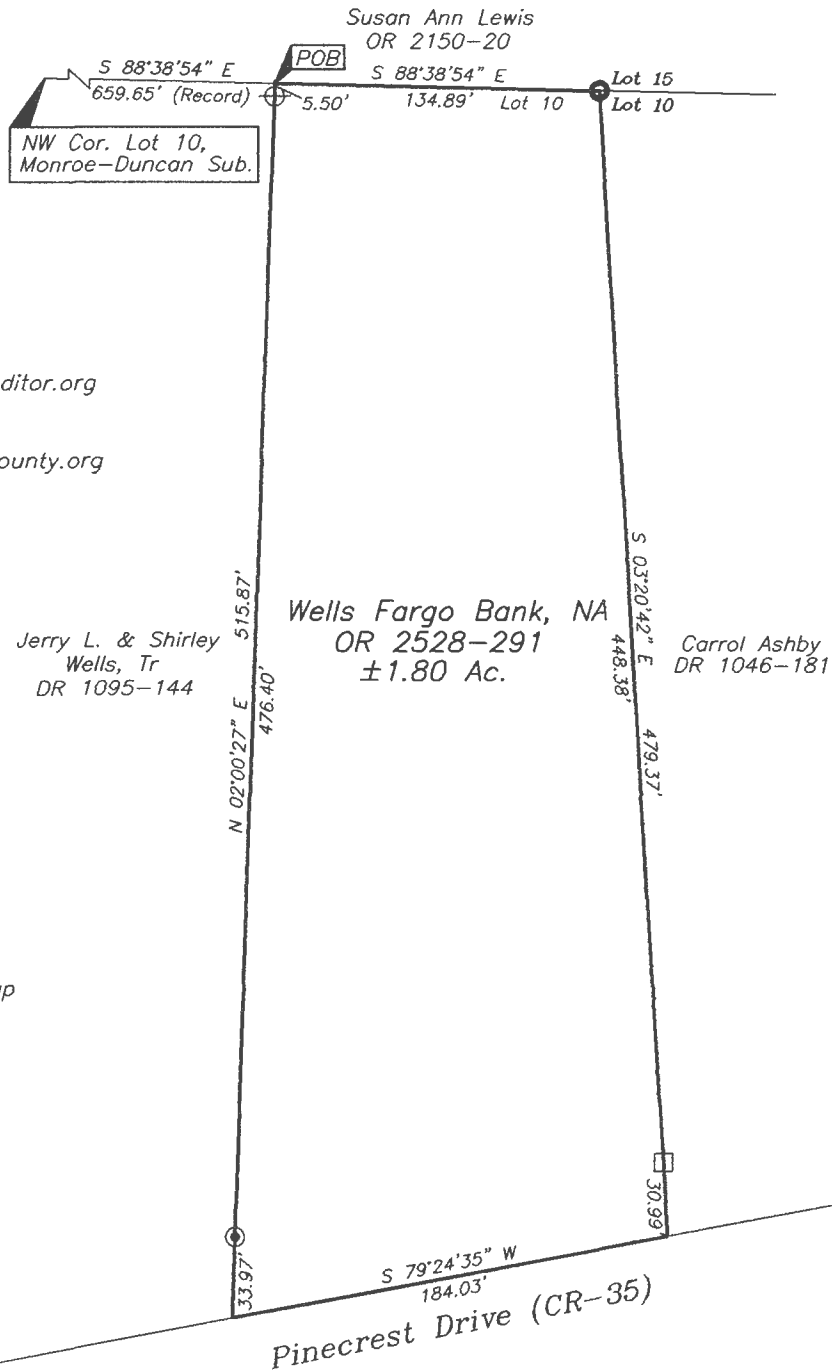 Susan Ann Lewis
OR 2150-20
POB
S 88°38'54" E
659.65' (Record)
S 88°38'54" E
5.50'
134.89'
Lot 10
Lot 15
Lot 10
NW Cor. Lot 10,
Monroe-Duncan Sub.
ditor.org
ounty.org
Jerry L. & Shirley
Wells, Tr
DR 1095-144
N 02°00'27" E 515.87'
476.40'
Wells Fargo Bank, NA
OR 2528-291
±1.80 Ac.
S 03°20'42" E 479.37'
448.38'
Carrol Ashby
DR 1046-181
ap
33.97'
30.99'
S 79°24'35" W
184.03'
Pinecrest Drive (CR-35)